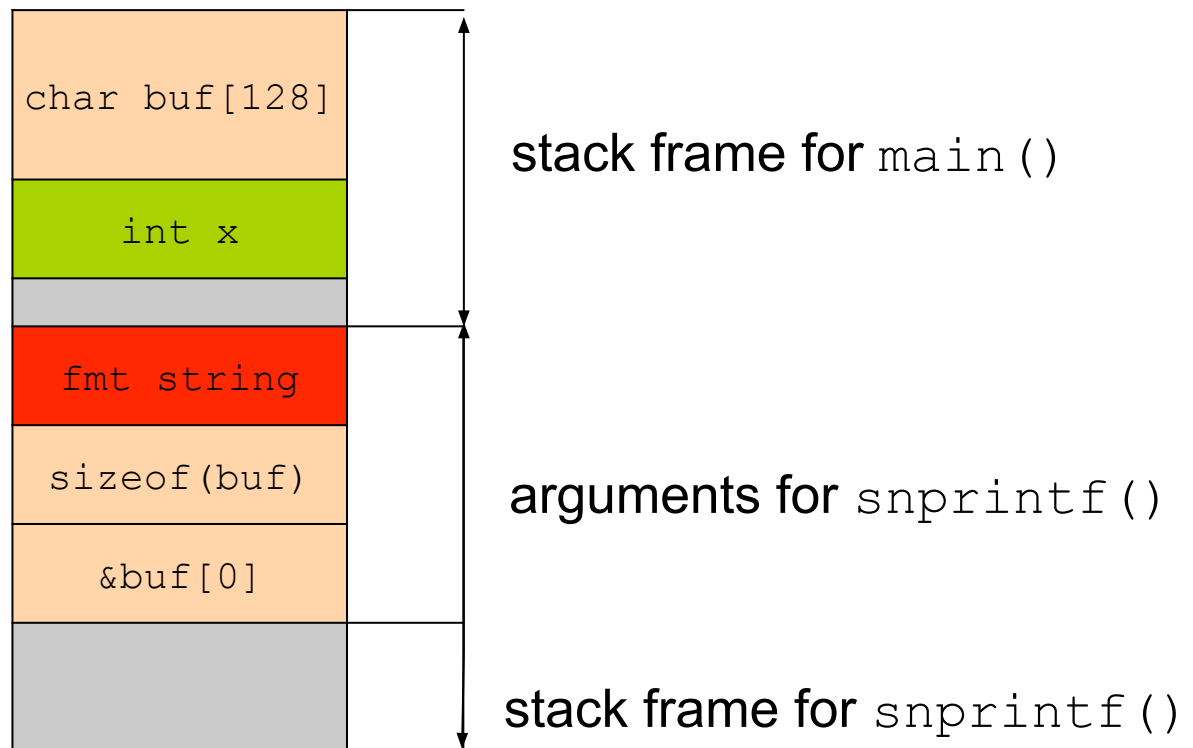 char buf[128]
stack frame for main()
int x
fmt string
sizeof(buf)
arguments for snprintf()
&buf[0]
stack frame for snprintf()